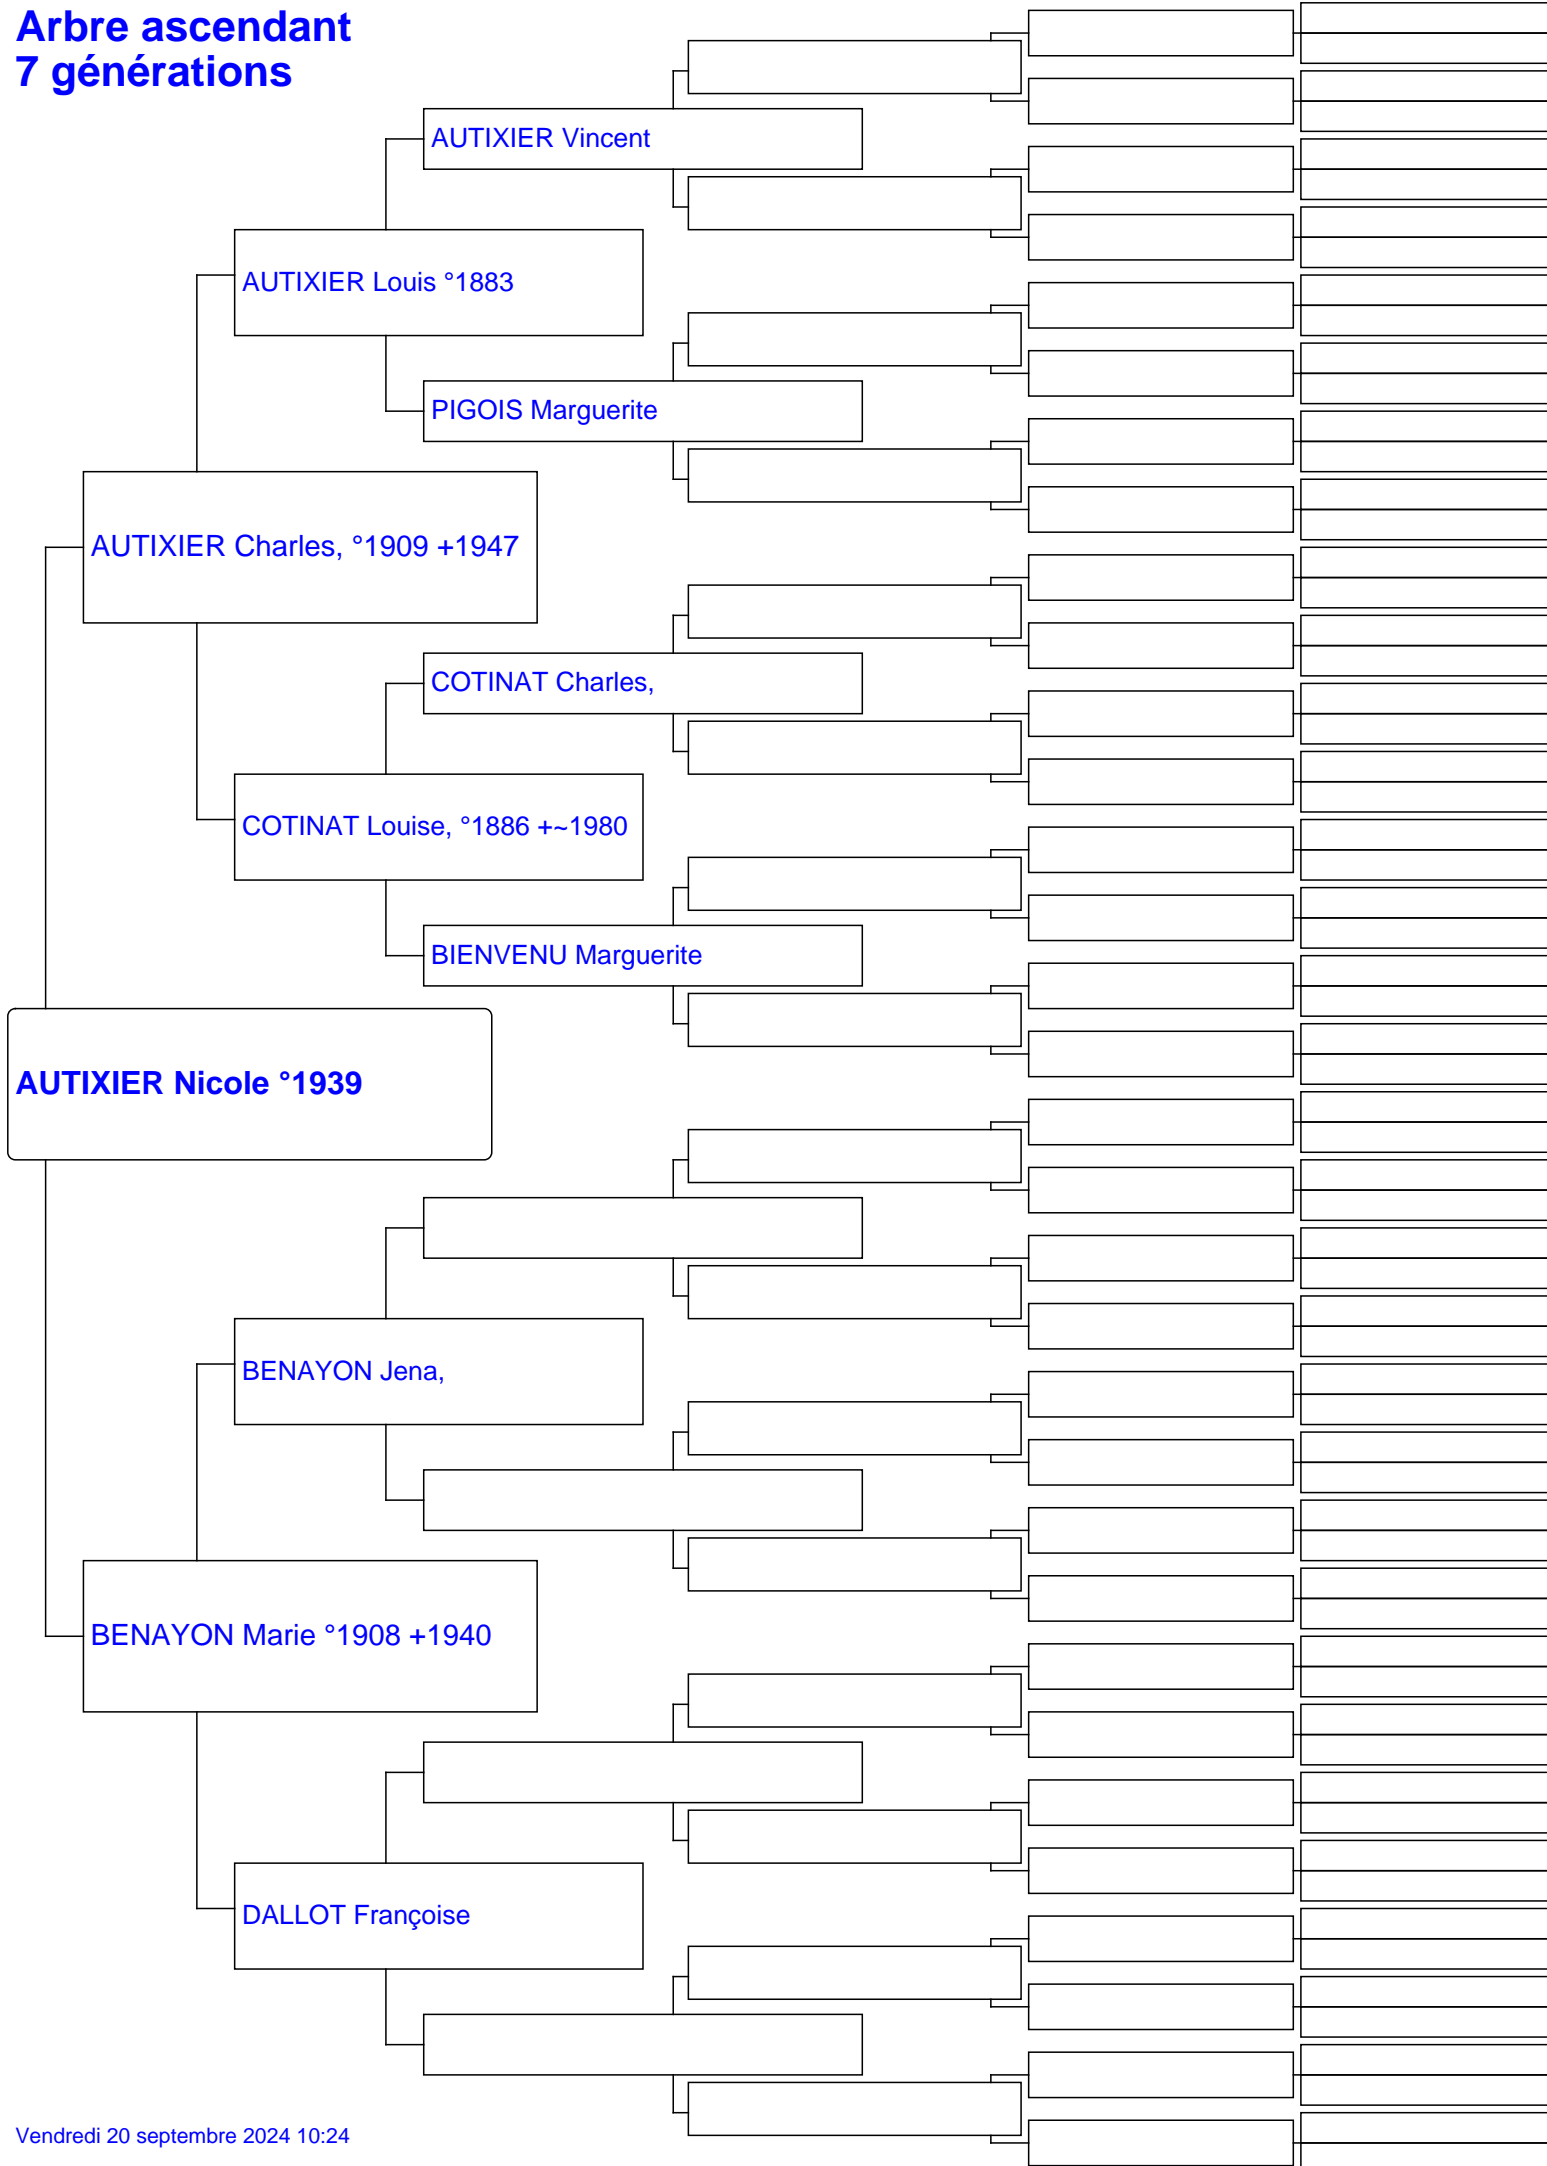 Arbre ascendant
7 générations
AUTIXIER Vincent
AUTIXIER Louis °1883
PIGOIS Marguerite
AUTIXIER Charles, °1909 +1947
COTINAT Charles,
COTINAT Louise, °1886 +~1980
BIENVENU Marguerite
AUTIXIER Nicole °1939
BENAYON Jena,
BENAYON Marie °1908 +1940
DALLOT Françoise
Vendredi 20 septembre 2024 10:24